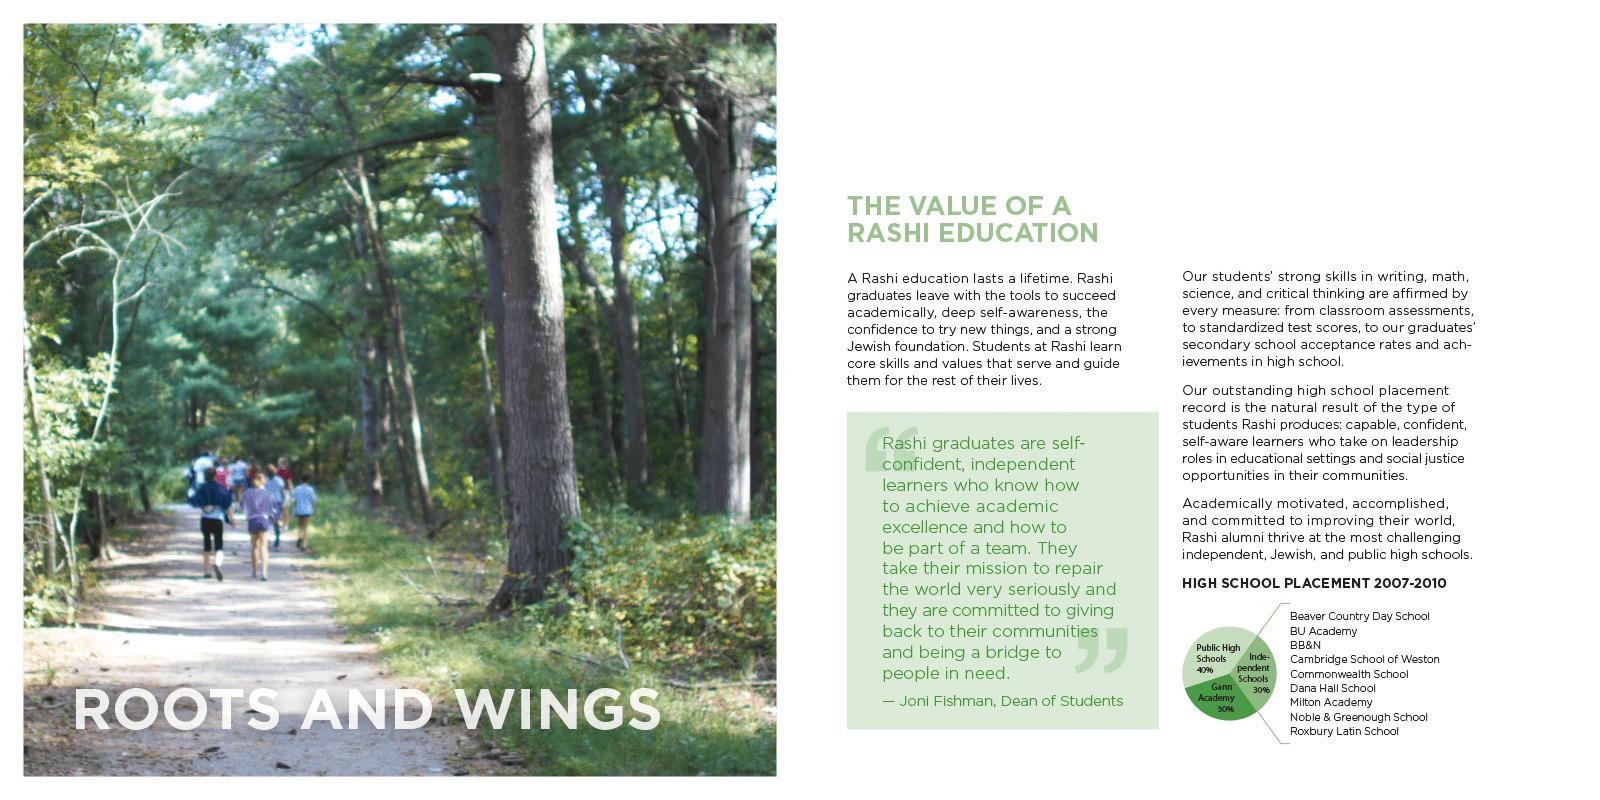 ROOTS AND WINGS
THE VALUE OF A
RASHI EDUCATION
A Rashi education lasts a lifetime. Rashi
graduates leave with the tools to succeed
academically, deep self-awareness, the
confidence to try new things, and a strong
Jewish foundation. Students at Rashi learn
core skills and values that serve and guide
them for the rest of their lives.
“
Rashi graduates are self-
confident, independent
learners who know how
to achieve academic
excellence and how to
be part of a team. They
take their mission to repair
the world very seriously and
they are committed to giving
back to their communities
and being a bridge to
people in need.
”
— Joni Fishman, Dean of Students
Our students’ strong skills in writing, math,
science, and critical thinking are affirmed by
every measure: from classroom assessments,
to standardized test scores, to our graduates’
secondary school acceptance rates and ach-
ievements in high school.
Our outstanding high school placement
record is the natural result of the type of
students Rashi produces: capable, confident,
self-aware learners who take on leadership
roles in educational settings and social justice
opportunities in their communities.
Academically motivated, accomplished,
and committed to improving their world,
Rashi alumni thrive at the most challenging
independent, Jewish, and public high schools.
HIGH SCHOOL PLACEMENT 2007-2010
Public High
Schools
40%
Inde-
pendent
Schools
30%
Gann
Academy
30%
Beaver Country Day School
BU Academy
BB&N
Cambridge School of Weston
Commonwealth School
Dana Hall School
Milton Academy
Noble & Greenough School
Roxbury Latin School